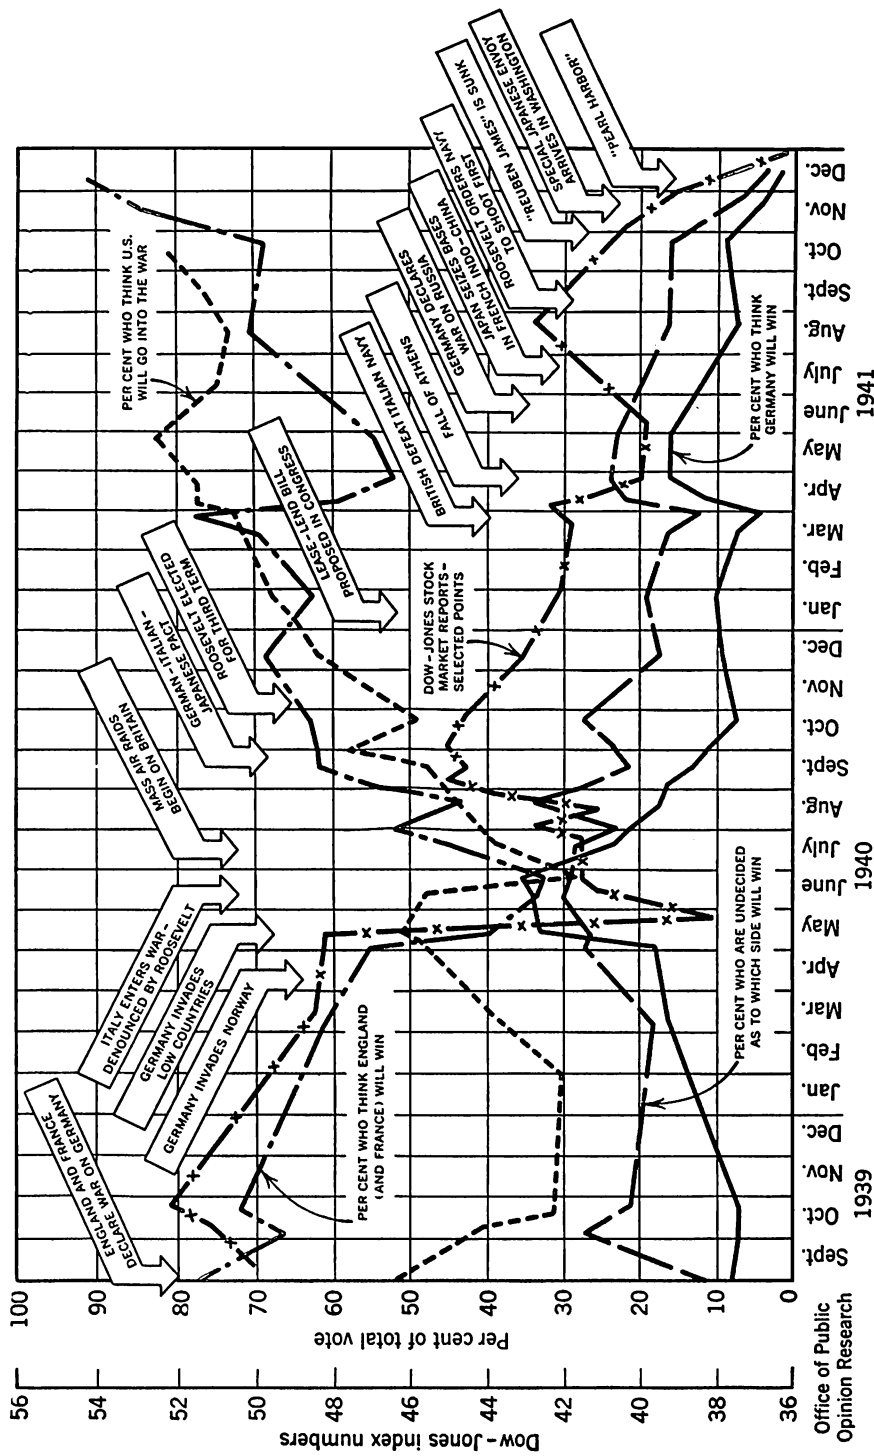 Dow-Jones index numbers
56
54
52
50
48
46
44
42
40
38
36
Per cent of total vote
100
90
80
70
60
50
40
30
20
10
0
ENGLAND AND FRANCE
DECLARE WAR ON GERMANY
GERMANY INVADES NORWAY
GERMANY INVADES
LOW COUNTRIES
ITALY ENTERS WAR-
DENOUNCED BY ROOSEVELT
MASS AIR RAIDS
BEGIN ON BRITAIN
GERMAN-ITALIAN-
JAPANESE PACT
ROOSEVELT ELECTED
FOR THIRD TERM
LEASE-LEND BILL
PROPOSED IN CONGRESS
BRITISH DEFEAT ITALIAN NAVY
FALL OF ATHENS
GERMANY DECLARES
WAR ON RUSSIA
JAPAN SEIZES BASES
IN FRENCH INDO-CHINA
ROOSEVELT ORDERS NAVY
TO SHOOT FIRST
"REUBEN JAMES" IS SUNK
SPECIAL JAPANESE ENVOY
ARRIVES IN WASHINGTON
"PEARL HARBOR"
PER CENT WHO THINK U.S.
WILL GO INTO THE WAR
PER CENT WHO THINK ENGLAND
(AND FRANCE) WILL WIN
DOW-JONES STOCK
MARKET REPORTS-
SELECTED POINTS
PER CENT WHO ARE UNDECIDED
AS TO WHICH SIDE WILL WIN
PER CENT WHO THINK
GERMANY WILL WIN
Sept.
Oct.
Nov.
Dec.
Jan.
Feb.
Mar.
Apr.
May
June
July
Aug.
Sept.
Oct.
Nov.
Dec.
Jan.
Feb.
Mar.
Apr.
May
June
July
Aug.
Sept.
Oct.
Nov.
Dec.
1939
1940
1941
Office of Public
Opinion Research